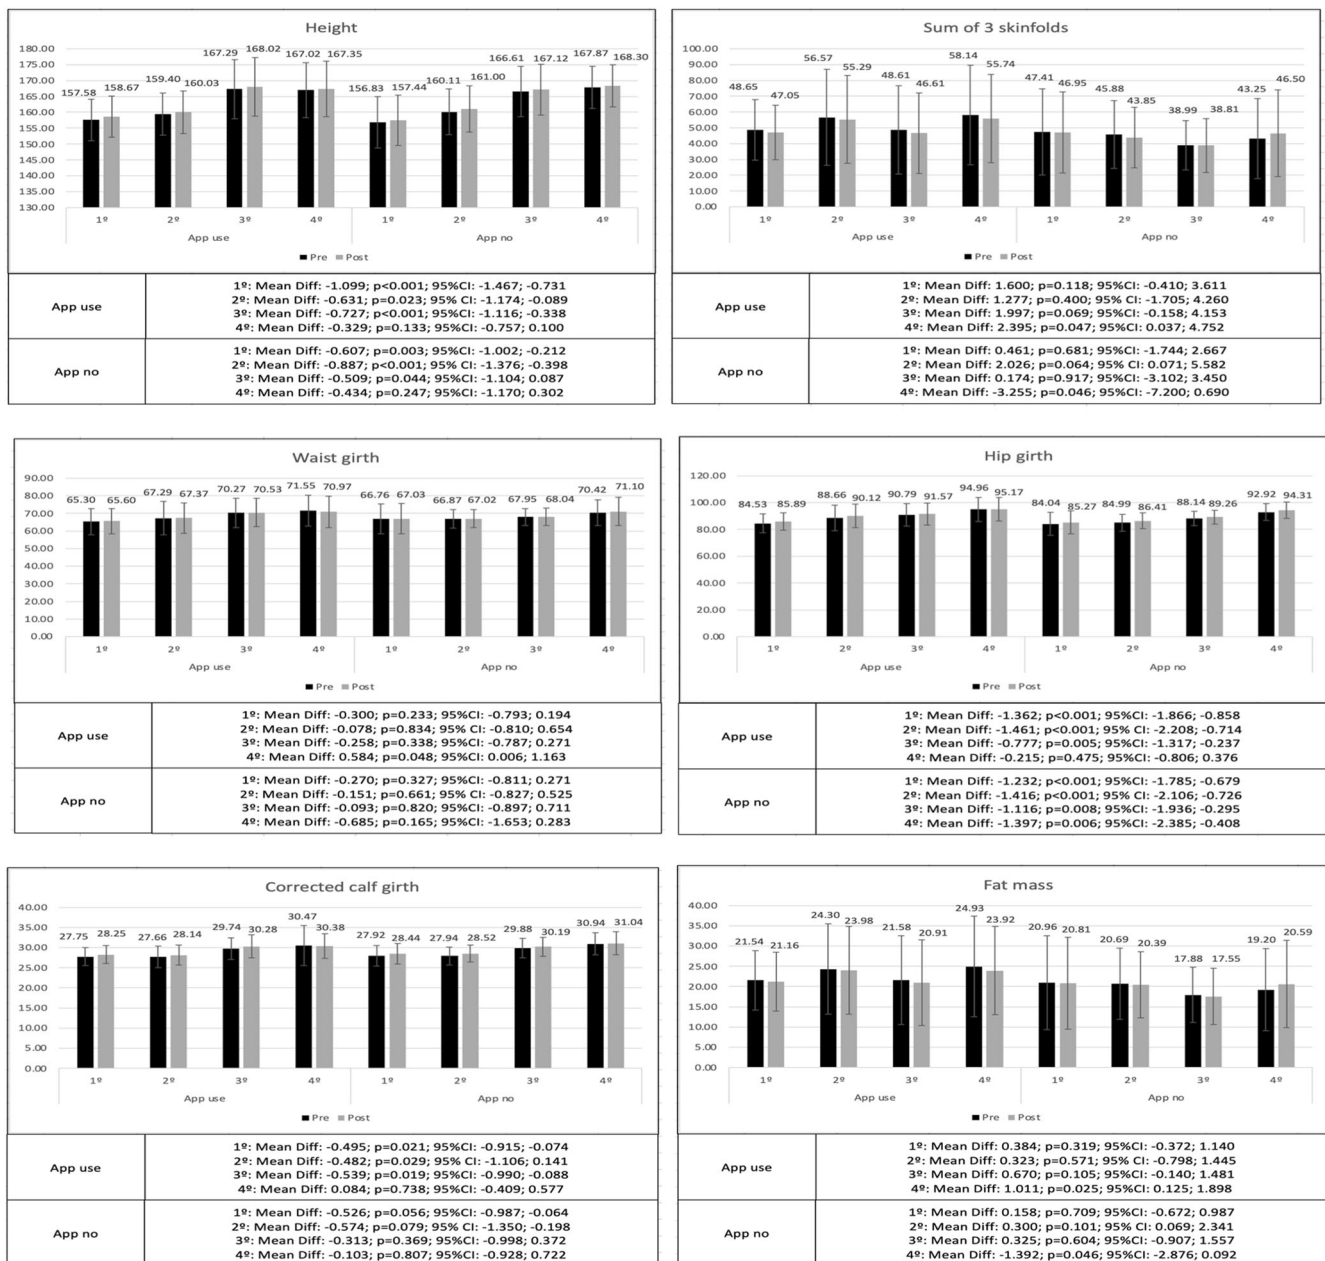 Height
180.00
175.00
170.00
165.00
160.00
155.00
150.00
145.00
140.00
135.00
130.00
157.58 158.67 159.40 160.03 167.29 168.02 167.02 167.35 156.83 157.44 160.11 161.00 166.61 167.12 167.87 168.30
1º 2º 3º 4º 1º 2º 3º 4º
App use App no
Pre Post
App use
1º: Mean Diff: -1.099; p<0.001; 95%CI: -1.467; -0.731
2º: Mean Diff: -0.631; p=0.023; 95%CI: -1.174; -0.089
3º: Mean Diff: -0.727; p<0.001; 95%CI: -1.116; -0.338
4º: Mean Diff: -0.329; p=0.133; 95%CI: -0.757; 0.100
App no
1º: Mean Diff: -0.607; p=0.003; 95%CI: -1.002; -0.212
2º: Mean Diff: -0.887; p<0.001; 95% CI: -1.376; -0.398
3º: Mean Diff: -0.509; p=0.044; 95%CI: -1.104; 0.087
4º: Mean Diff: -0.434; p=0.247; 95%CI: -1.170; 0.302
Sum of 3 skinfolds
100.00
90.00
80.00
70.00
60.00
50.00
40.00
30.00
20.00
10.00
0.00
48.65 47.05 56.57 55.29 48.61 46.61 58.14 55.74 47.41 46.95 45.88 43.85 38.99 38.81 43.25 46.50
1º 2º 3º 4º 1º 2º 3º 4º
App use App no
Pre Post
App use
1º: Mean Diff: 1.600; p=0.118; 95%CI: -0.410; 3.611
2º: Mean Diff: 1.277; p=0.400; 95% CI: -1.705; 4.260
3º: Mean Diff: 1.997; p=0.069; 95%CI: -0.158; 4.153
4º: Mean Diff: 2.395; p=0.047; 95%CI: 0.037; 4.752
App no
1º: Mean Diff: 0.461; p=0.681; 95%CI: -1.744; 2.667
2º: Mean Diff: 2.026; p=0.064; 95% CI: 0.071; 5.582
3º: Mean Diff: 0.174; p=0.917; 95%CI: -3.102; 3.450
4º: Mean Diff: -3.255; p=0.046; 95%CI: -7.200; 0.690
Waist girth
90.00
80.00
70.00
60.00
50.00
40.00
30.00
20.00
10.00
0.00
65.30 65.60 67.29 67.37 70.27 70.53 71.55 70.97 66.76 67.03 66.87 67.02 67.95 68.04 70.42 71.10
1º 2º 3º 4º 1º 2º 3º 4º
App use App no
Pre Post
App use
1º: Mean Diff: -0.300; p=0.233; 95%CI: -0.793; 0.194
2º: Mean Diff: -0.078; p=0.834; 95% CI: -0.810; 0.654
3º: Mean Diff: -0.258; p=0.338; 95%CI: -0.787; 0.271
4º: Mean Diff: 0.584; p=0.048; 95%CI: 0.006; 1.163
App no
1º: Mean Diff: -0.270; p=0.327; 95%CI: -0.811; 0.271
2º: Mean Diff: -0.151; p=0.661; 95% CI: -0.827; 0.525
3º: Mean Diff: -0.093; p=0.820; 95%CI: -0.897; 0.711
4º: Mean Diff: -0.685; p=0.165; 95%CI: -1.653; 0.283
Hip girth
120.00
100.00
80.00
60.00
40.00
20.00
0.00
84.53 85.89 88.66 90.12 90.79 91.57 94.96 95.17 84.04 85.27 84.99 86.41 88.14 89.26 92.92 94.31
1º 2º 3º 4º 1º 2º 3º 4º
App use App no
Pre Post
App use
1º: Mean Diff: -1.362; p<0.001; 95%CI: -1.866; -0.858
2º: Mean Diff: -1.461; p<0.001; 95% CI: -2.208; -0.714
3º: Mean Diff: -0.777; p=0.005; 95%CI: -1.317; -0.237
4º: Mean Diff: -0.215; p=0.475; 95%CI: -0.806; 0.376
App no
1º: Mean Diff: -1.232; p<0.001; 95%CI: -1.785; -0.679
2º: Mean Diff: -1.416; p<0.001; 95% CI: -2.106; -0.726
3º: Mean Diff: -1.116; p=0.008; 95%CI: -1.936; -0.295
4º: Mean Diff: -1.397; p=0.006; 95%CI: -2.385; -0.408
Corrected calf girth
40.00
35.00
30.00
25.00
20.00
15.00
10.00
5.00
0.00
27.75 28.25 27.66 28.14 29.74 30.28 30.47 30.38 27.92 28.44 27.94 28.52 29.88 30.19 30.94 31.04
1º 2º 3º 4º 1º 2º 3º 4º
App use App no
Pre Post
App use
1º: Mean Diff: -0.495; p=0.021; 95%CI: -0.915; -0.074
2º: Mean Diff: -0.482; p=0.029; 95% CI: -1.106; 0.141
3º: Mean Diff: -0.539; p=0.019; 95%CI: -0.990; -0.088
4º: Mean Diff: 0.084; p=0.738; 95%CI: -0.409; 0.577
App no
1º: Mean Diff: -0.526; p=0.056; 95%CI: -0.987; -0.064
2º: Mean Diff: -0.574; p=0.079; 95% CI: -1.350; -0.198
3º: Mean Diff: -0.313; p=0.369; 95%CI: -0.998; 0.372
4º: Mean Diff: -0.103; p=0.807; 95%CI: -0.928; 0.722
Fat mass
40.00
35.00
30.00
25.00
20.00
15.00
10.00
5.00
0.00
21.54 21.16 24.30 23.98 21.58 20.91 24.93 23.92 20.96 20.81 20.69 20.39 17.88 17.55 19.20 20.59
1º 2º 3º 4º 1º 2º 3º 4º
App use App no
Pre Post
App use
1º: Mean Diff: 0.384; p=0.319; 95%CI: -0.372; 1.140
2º: Mean Diff: 0.323; p=0.571; 95% CI: -0.798; 1.445
3º: Mean Diff: 0.670; p=0.105; 95%CI: -0.140; 1.481
4º: Mean Diff: 1.011; p=0.025; 95%CI: 0.125; 1.898
App no
1º: Mean Diff: 0.158; p=0.709; 95%CI: -0.672; 0.987
2º: Mean Diff: 0.300; p=0.101; 95% CI: 0.069; 2.341
3º: Mean Diff: 0.325; p=0.604; 95%CI: -0.907; 1.557
4º: Mean Diff: -1.392; p=0.046; 95%CI: -2.876; 0.092